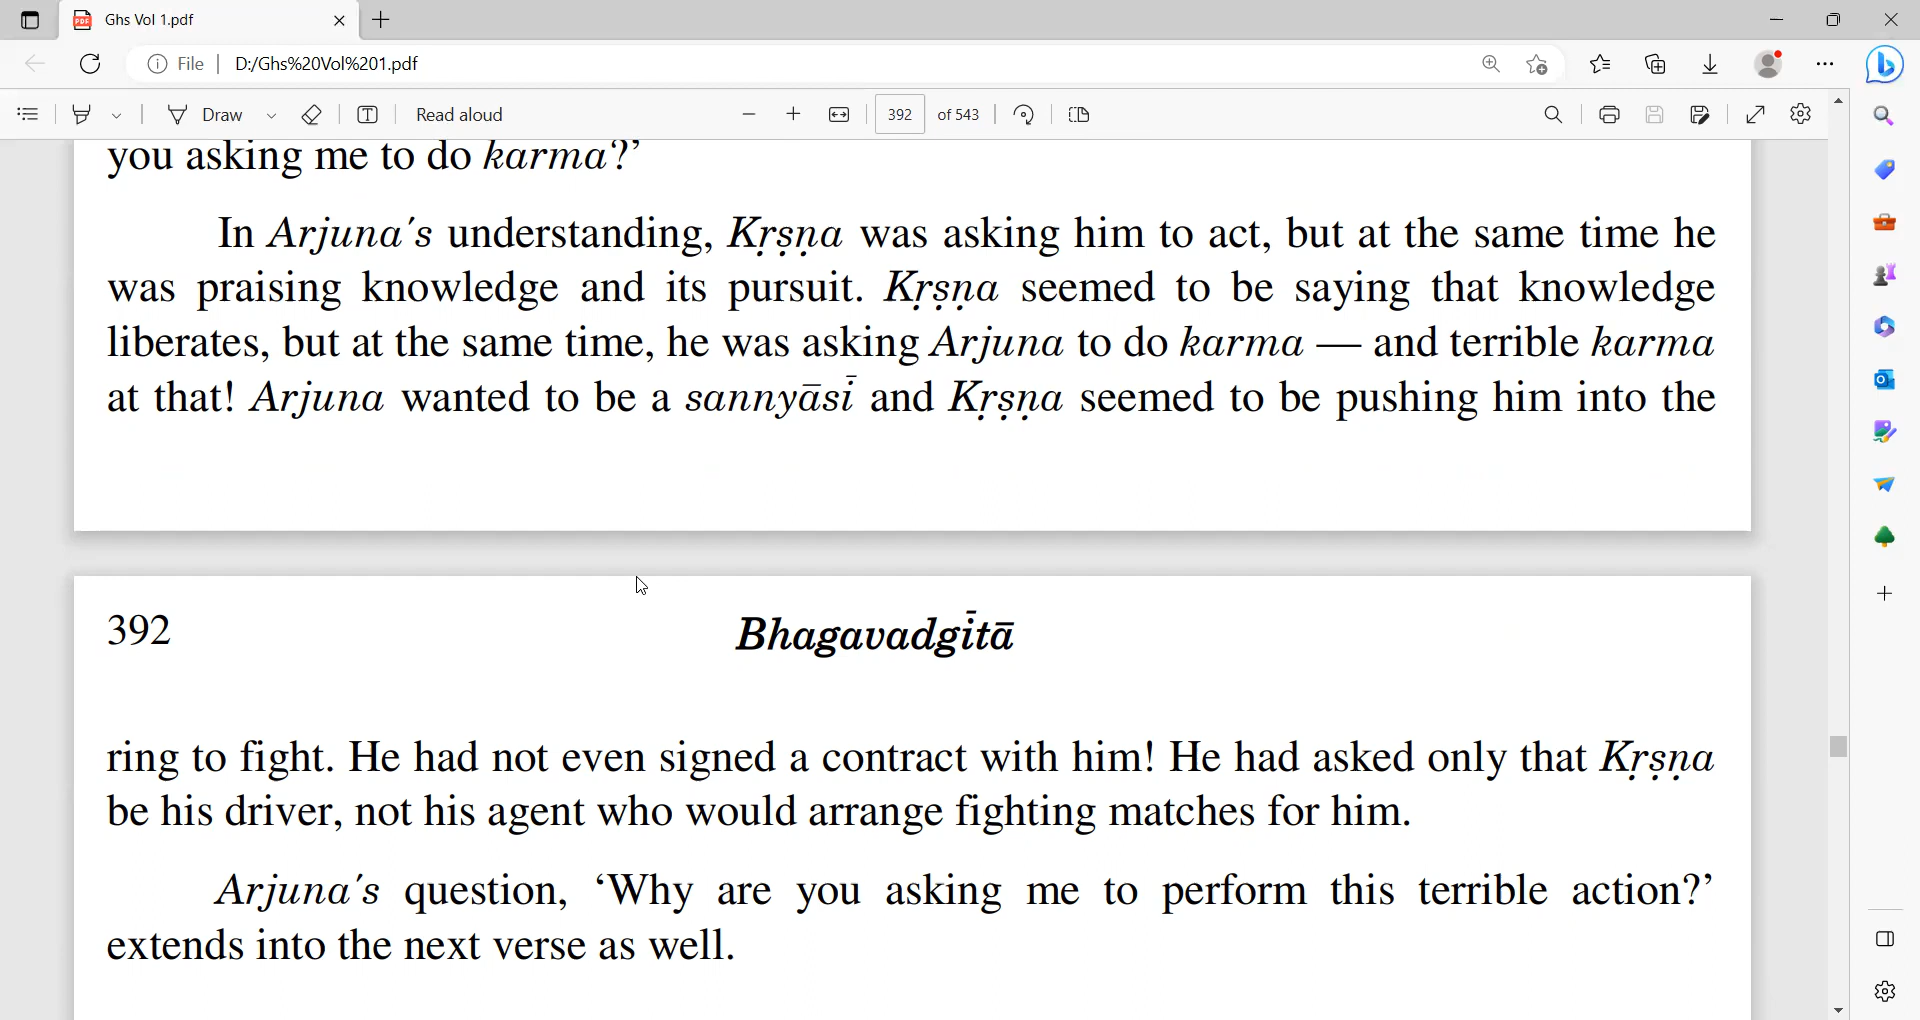 Ghs Vol 1.pdf
File D:/Ghs%20Vol%201.pdf
Draw Read aloud 392 of 543
you asking me to do karma?’
In Arjuna's understanding, Kṛṣṇa was asking him to act, but at the same time he
was praising knowledge and its pursuit. Kṛṣṇa seemed to be saying that knowledge
liberates, but at the same time, he was asking Arjuna to do karma — and terrible karma
at that! Arjuna wanted to be a sannyāsī and Kṛṣṇa seemed to be pushing him into the
392 Bhagavadgītā
ring to fight. He had not even signed a contract with him! He had asked only that Kṛṣṇa
be his driver, not his agent who would arrange fighting matches for him.
Arjuna's question, ‘Why are you asking me to perform this terrible action?’
extends into the next verse as well.